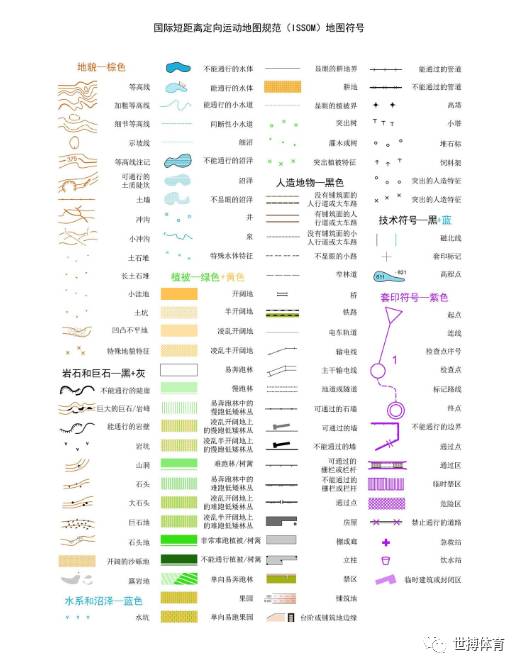 国际短距离定向运动地图规范（ISSOM）地图符号
地貌—棕色
等高线
加粗等高线
细节等高线
示坡线
等高线注记
可通行的
土质陡坎
土墙
冲沟
小冲沟
土石堆
长土石堆
小洼地
土坑
凹凸不平地
特殊地貌特征
岩石和巨石—黑+灰
不能通行的陡崖
巨大的巨石/岩峰
能通行的岩壁
岩坑
山洞
石头
大石头
巨石地
石头地
开阔的沙砾地
露岩地
水系和沼泽—蓝色
水坑
不能通行的水体
能通行的水体
能通行的小水道
间断性小水道
细沼
不能通行的沼泽
沼泽
不显眼的沼泽
井
泉
特殊水体特征
植被—绿色+黄色
开阔地
半开阔地
凌乱开阔地
凌乱半开阔地
易奔跑林
慢跑林
易奔跑林中的
慢跑低矮林丛
凌乱开阔地上
的慢跑低矮林丛
凌乱半开阔地上
的慢跑低矮林丛
难跑林/树篱
易奔跑林中的
难跑低矮林丛
凌乱开阔地上
的难跑低矮林丛
凌乱半开阔地上
的难跑低矮林丛
非常难跑植被/树篱
不能通行植被/树篱
单向易奔跑林
果园
单向易跑果园
显眼的耕地界
耕地
显眼的植被界
突出树
灌木或树
突出植被特征
人造地物—黑色
没有铺筑面的
人行道或大车路
有铺筑面的人
行道或大车路
没有铺筑面的小
人行道或大车路
不显眼的小路
窄林道
桥
铁路
电车轨道
输电线
主干输电线
地道或隧道
可通过的石墙
可通过的墙
不能通过的墙
可通过的
栅栏或栏杆
不能通过的
栅栏或栏杆
通过点
房屋
棚或庭
立柱
禁区
铺筑地
台阶或铺筑地边缘
能通过的管道
不能通过的管道
高塔
小塔
堆石标
饲料架
突出的人造特征
突出的人造特征
技术符号—黑+蓝
磁北线
套印标记
高程点
套印符号—紫色
起点
连线
检查点序号
1
检查点
标记路线
终点
不能通行的边界
通过点
通过区
临时禁区
危险区
禁止通行的道路
急救站
饮水站
临时建筑或封闭区
世搏体育